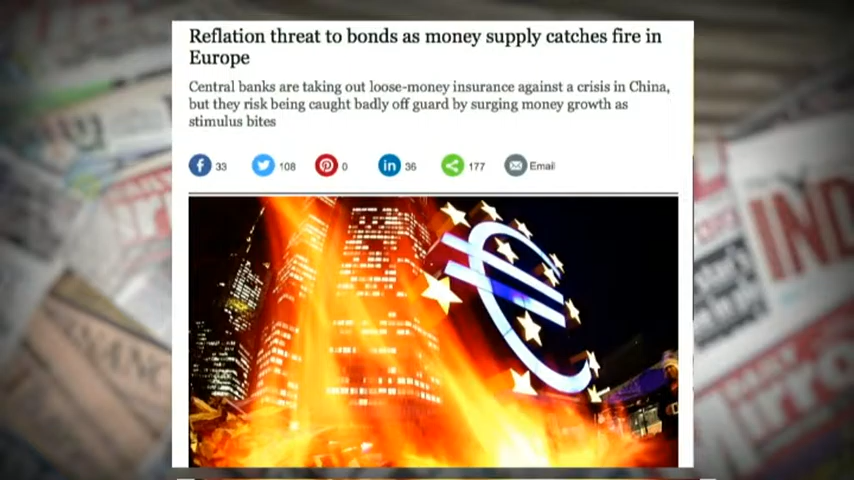 Reflation threat to bonds as money supply catches fire in
Europe
Central banks are taking out loose-money insurance against a crisis in China,
but they risk being caught badly off guard by surging money growth as
stimulus bites
33 108 0 in 36 177 Email
IND